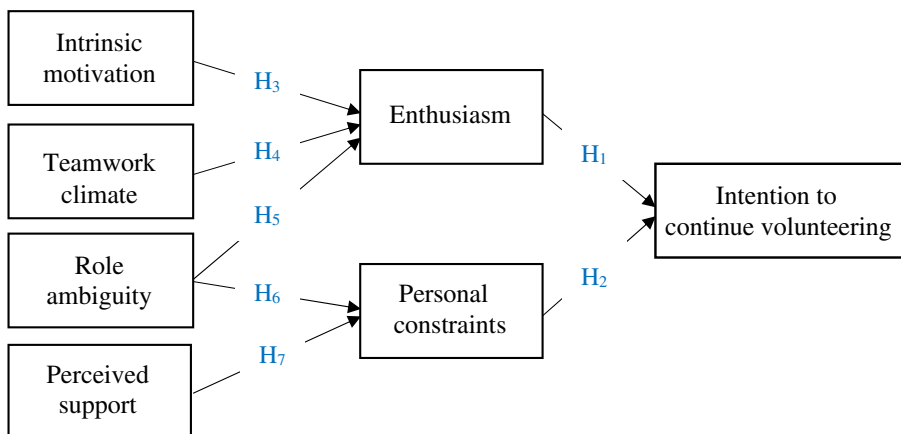 Intrinsic
motivation
H₃
Enthusiasm
Teamwork
climate
H₄
H₁
H₅
Intention to
continue volunteering
Role
ambiguity
H₆
Personal
constraints
H₂
H₇
Perceived
support